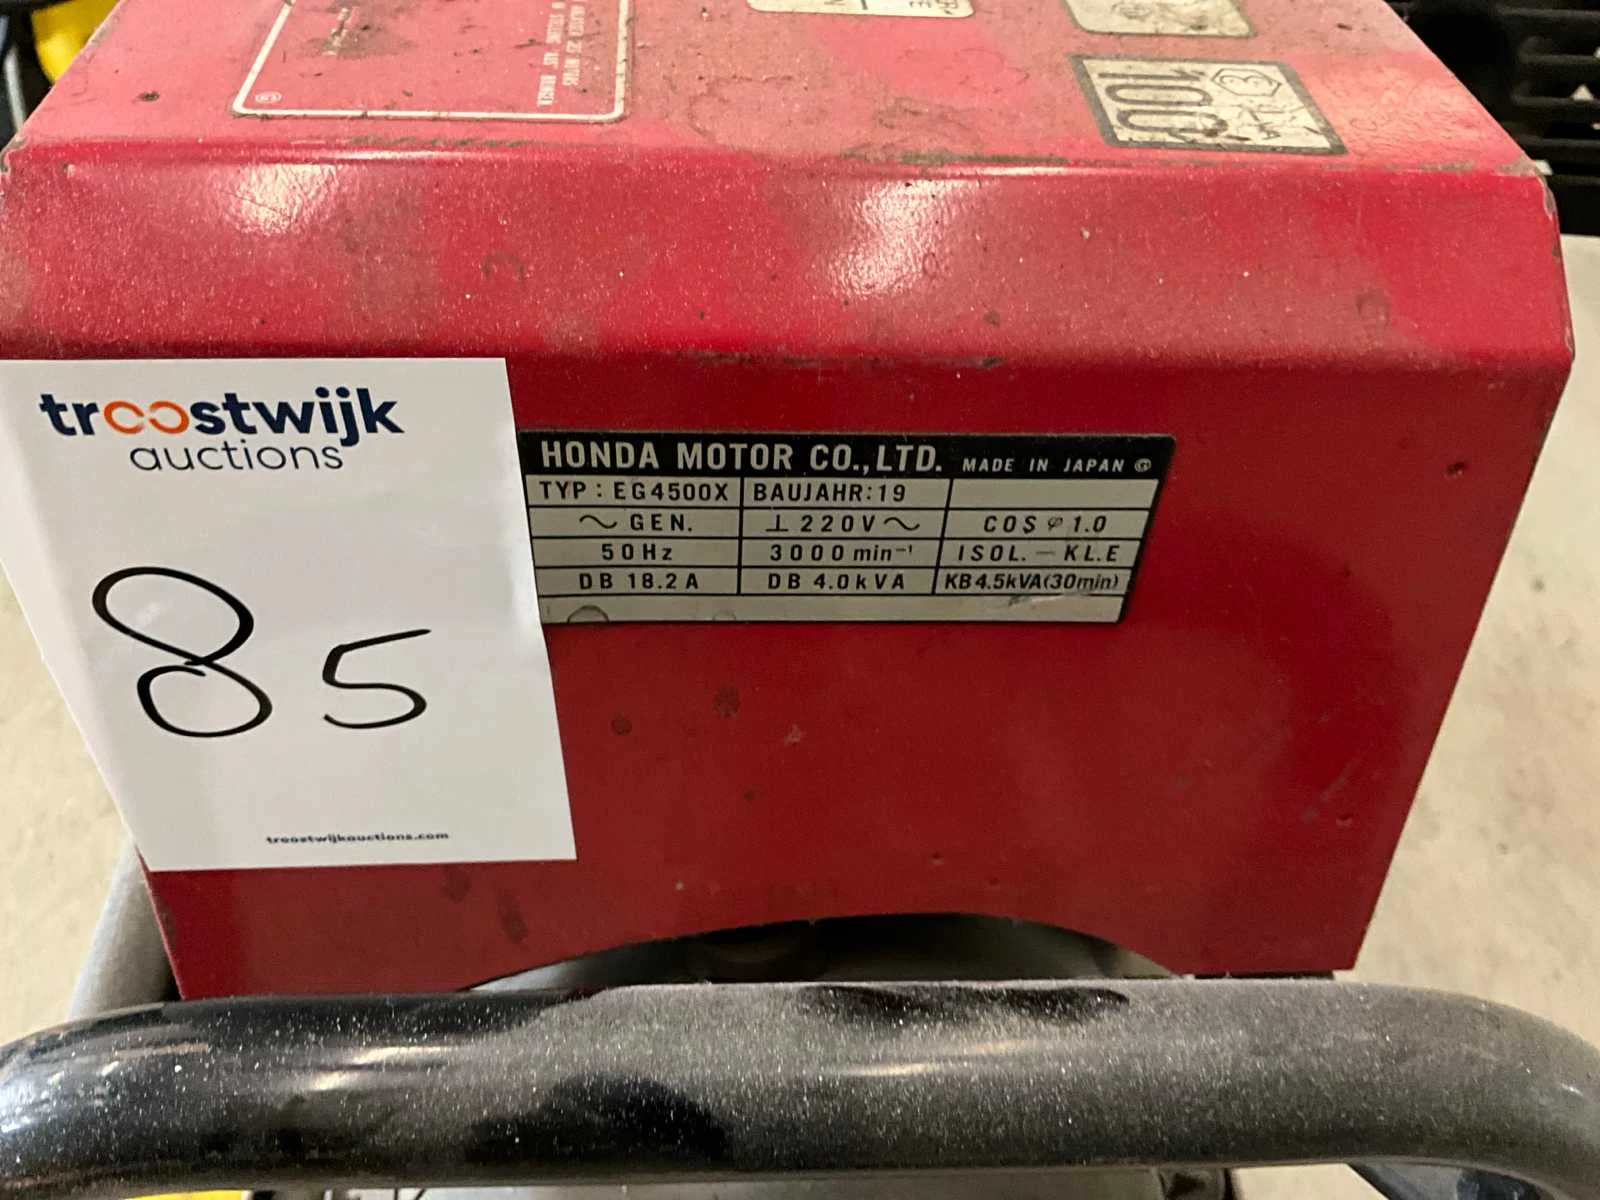 100
troostwijk
auctions
85
troostwijkauctions.com
HONDA MOTOR CO.,LTD. MADE IN JAPAN
TYP : EG4500X BAUJAHR:19
~ GEN. ⊥ 220V ~ COS φ 1.0
50Hz 3000 min⁻¹ ISOL. — KL.E
DB 18.2A DB 4.0kVA KB4.5kVA(30min)